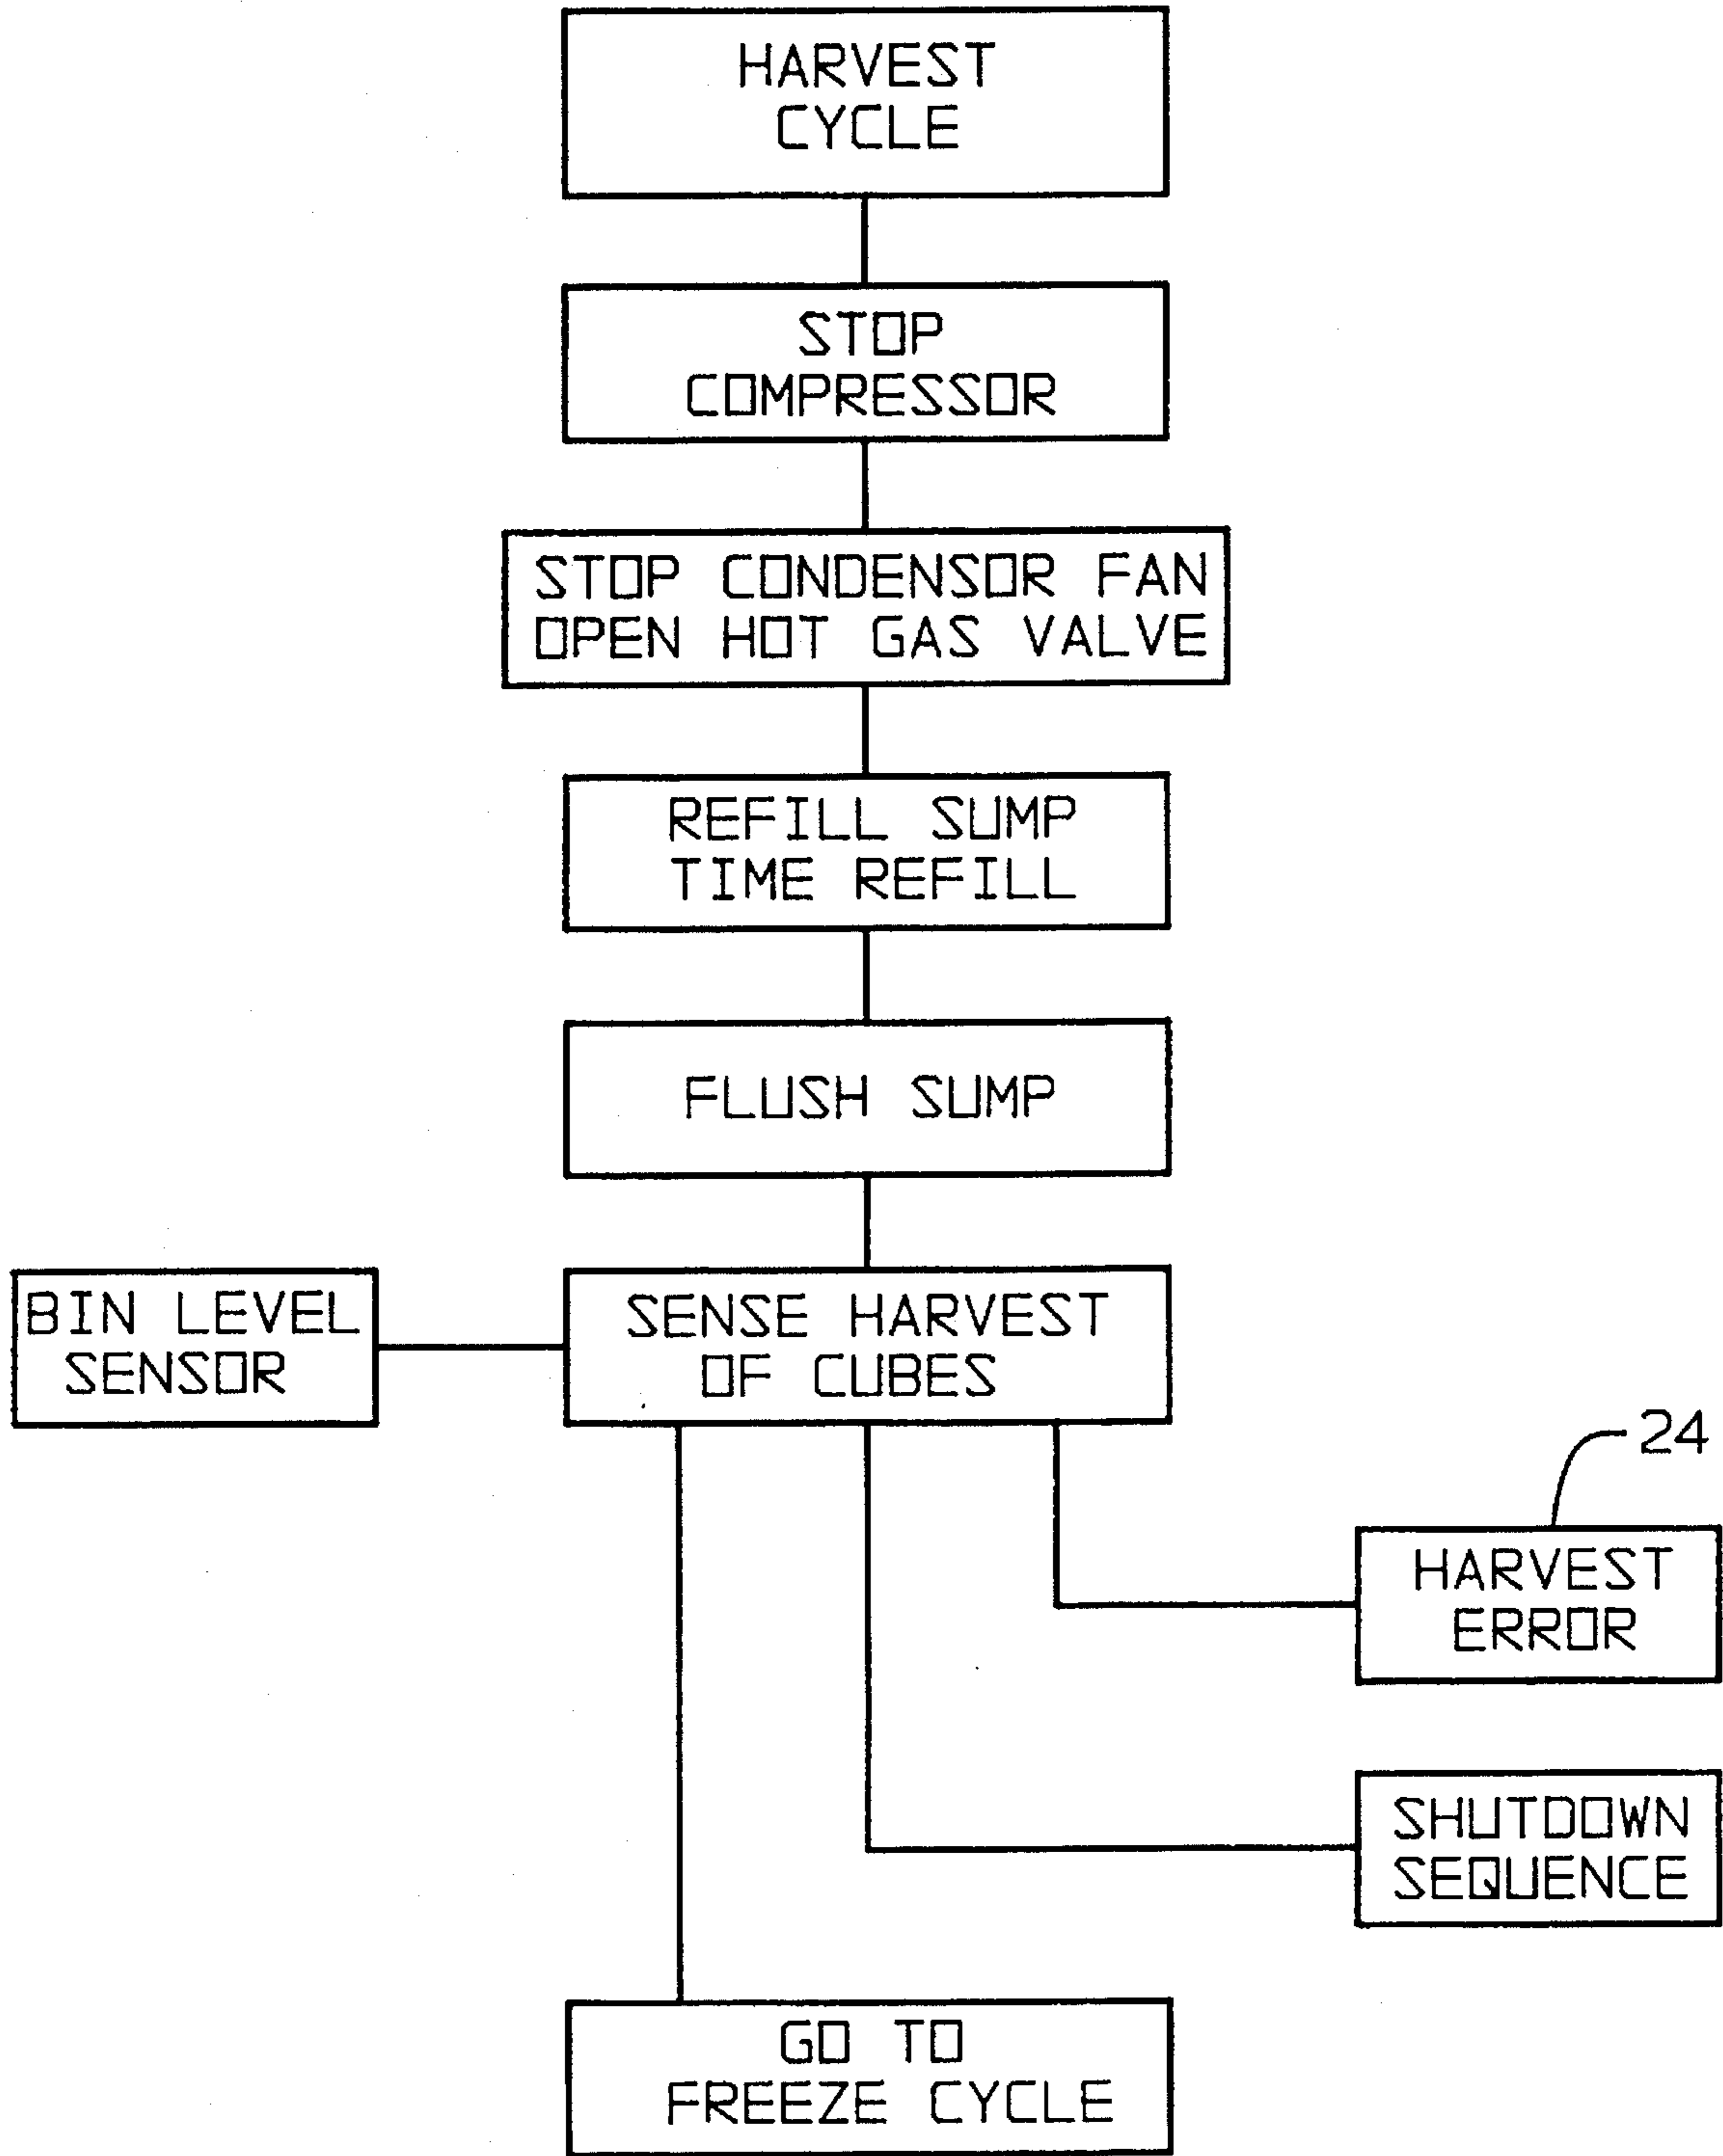 HARVEST
CYCLE
STOP
COMPRESSOR
STOP CONDENSOR FAN
OPEN HOT GAS VALVE
REFILL SUMP
TIME REFILL
FLUSH SUMP
BIN LEVEL
SENSOR
SENSE HARVEST
OF CUBES
24
HARVEST
ERROR
SHUTDOWN
SEQUENCE
GO TO
FREEZE CYCLE